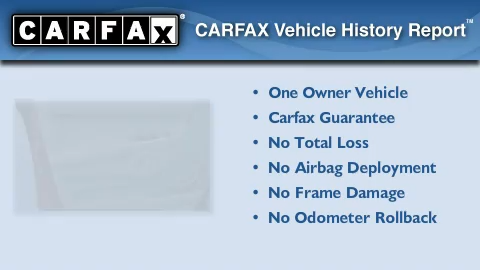 CARFAX® CARFAX Vehicle History Report™
• One Owner Vehicle
• Carfax Guarantee
• No Total Loss
• No Airbag Deployment
• No Frame Damage
• No Odometer Rollback